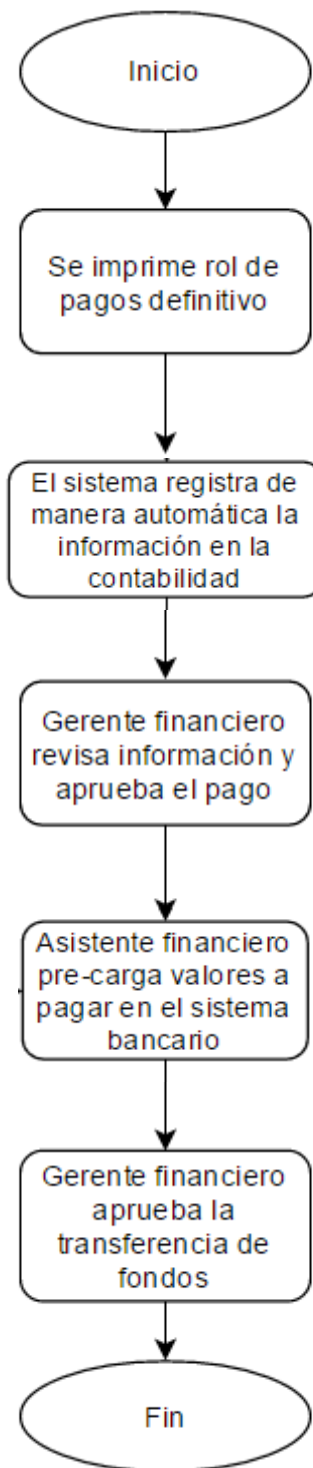 Inicio
Se imprime rol de
pagos definitivo
El sistema registra de
manera automática la
información en la
contabilidad
Gerente financiero
revisa información y
aprueba el pago
Asistente financiero
pre-carga valores a
pagar en el sistema
bancario
Gerente financiero
aprueba la
transferencia de
fondos
Fin